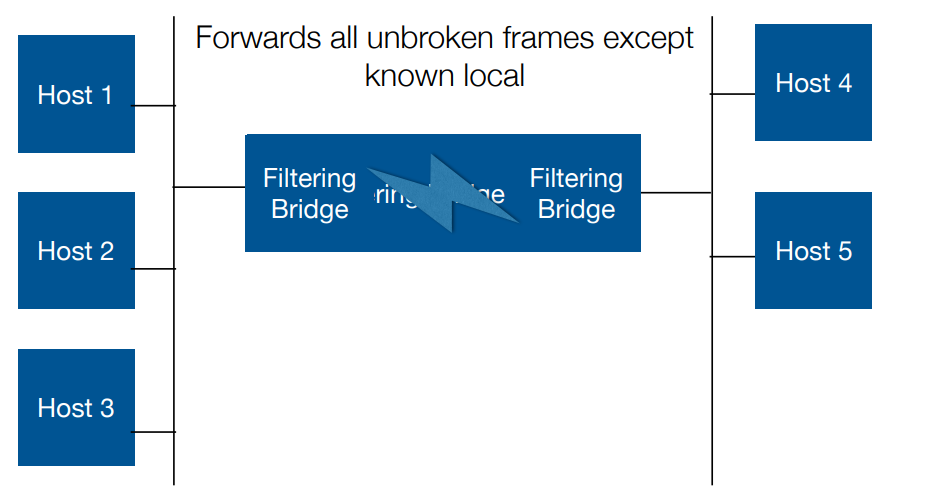 Forwards all unbroken frames except
known local
Host 1
Host 4
Filtering
Bridge
Filtering
Bridge
Host 2
Host 5
Host 3